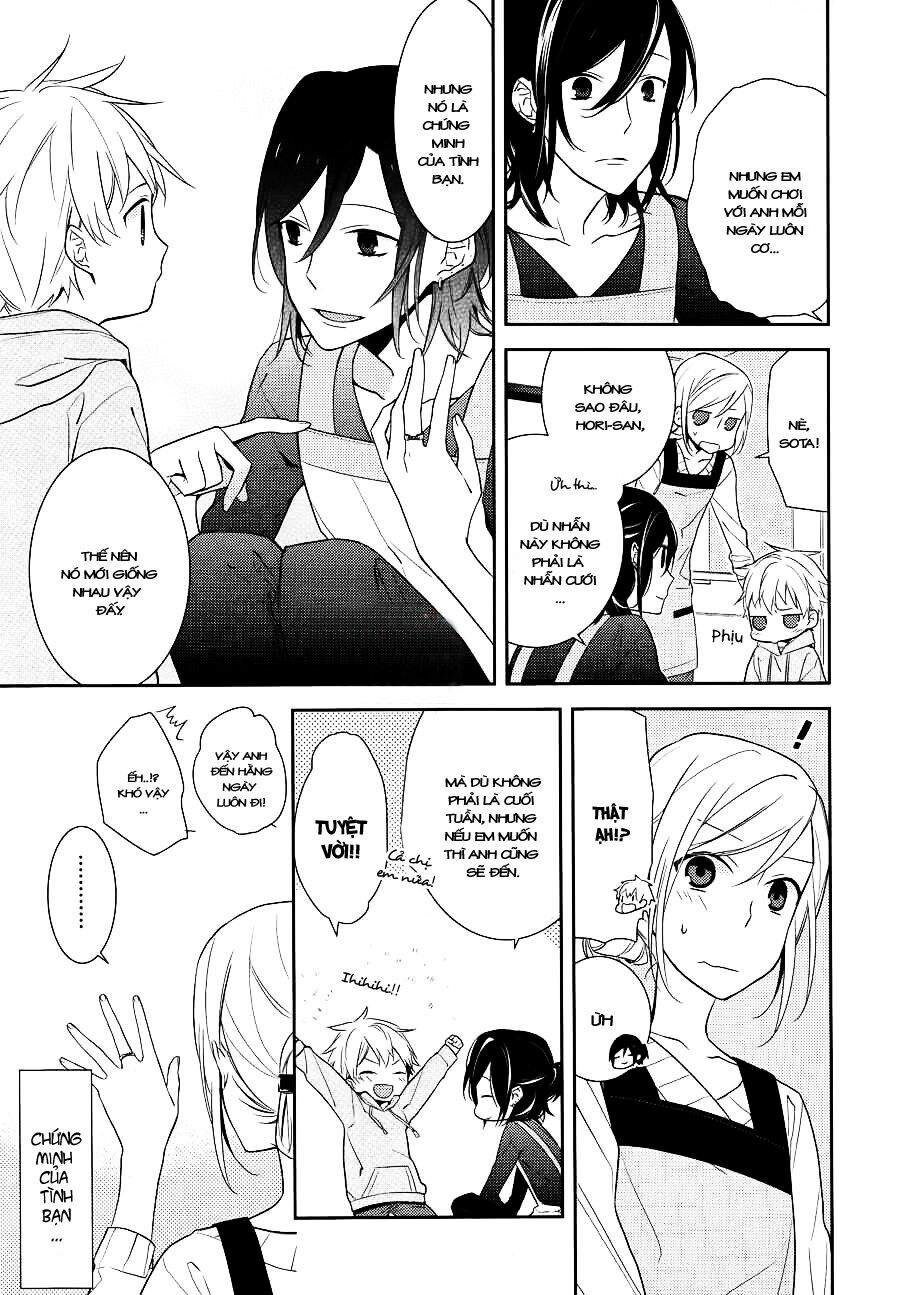 NHƯNG EM
MUỐN CHƠI
VỚI ANH MỖI
NGÀY LUÔN
CƠ...
NÈ,
SOTA!
KHÔNG
SAO ĐÂU,
HORI-SAN,
Ừh thì...
DÙ NHẪN
NÀY KHÔNG
PHẢI LÀ
NHẪN CƯỚI
...
Phịu
NHƯNG
NÓ LÀ
CHỨNG
MINH
CỦA TÌNH
BẠN.
THẾ NÊN
NÓ MỚI GIỐNG
NHAU VẬY
ĐẤY.
!
THẬT
ẠH!?
ỪH
MÀ DÙ KHÔNG
PHẢI LÀ CUỐI
TUẦN, NHƯNG
NẾU EM MUỐN
THÌ ANH CŨNG
SẼ ĐẾN.
TUYỆT
VỜI!!
Cả chị
em nữa!
Ihihihi!!
VẬY ANH
ĐẾN HẰNG
NGÀY
LUÔN ĐI!
ẾH..!?
KHÓ VẬY
...
.........
CHỨNG
MINH
CỦA
TÌNH
BẠN
...